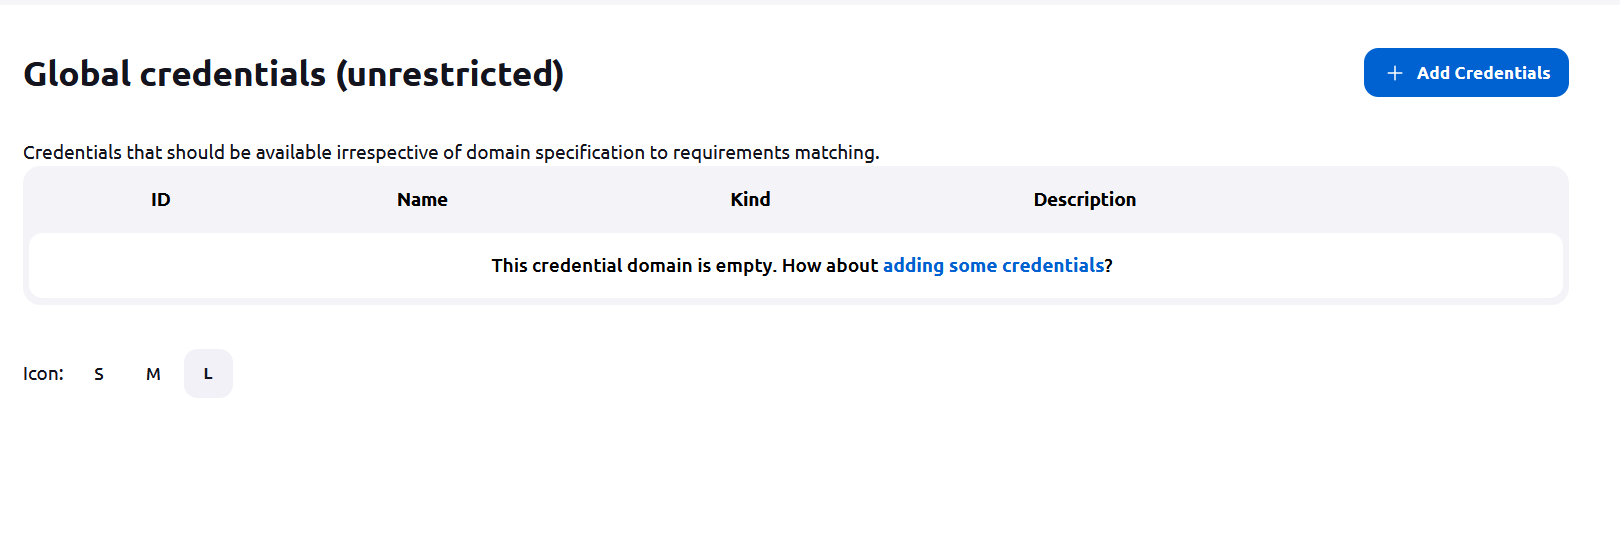 Global credentials (unrestricted)
Add Credentials
Credentials that should be available irrespective of domain specification to requirements matching.
ID Name Kind Description
This credential domain is empty. How about adding some credentials?
Icon: S M L